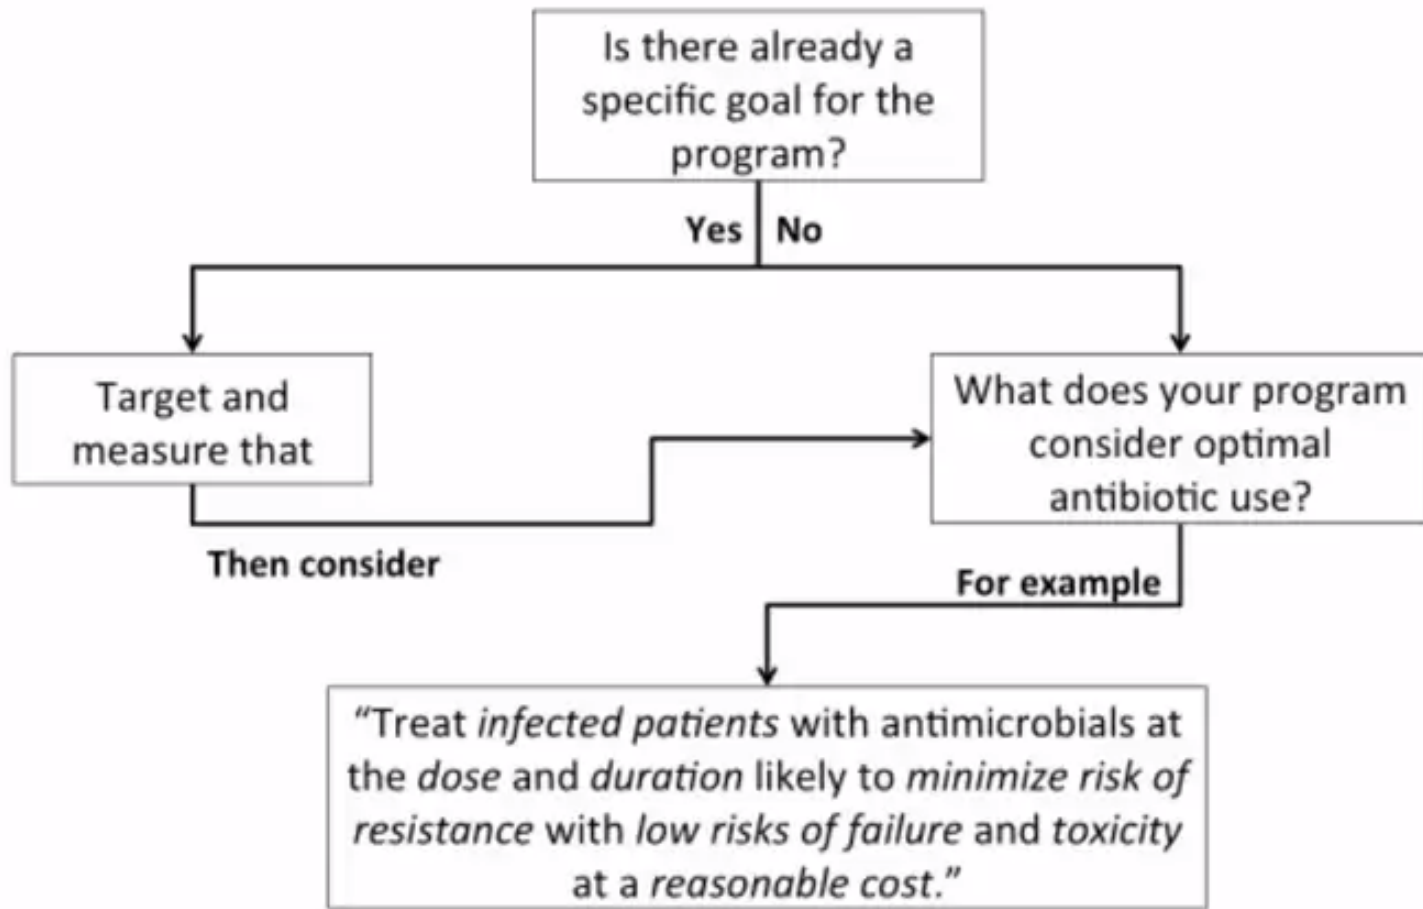 Is there already a
specific goal for the
program?
Yes No
Target and
measure that
Then consider
What does your program
consider optimal
antibiotic use?
For example
“Treat infected patients with antimicrobials at
the dose and duration likely to minimize risk of
resistance with low risks of failure and toxicity
at a reasonable cost.”